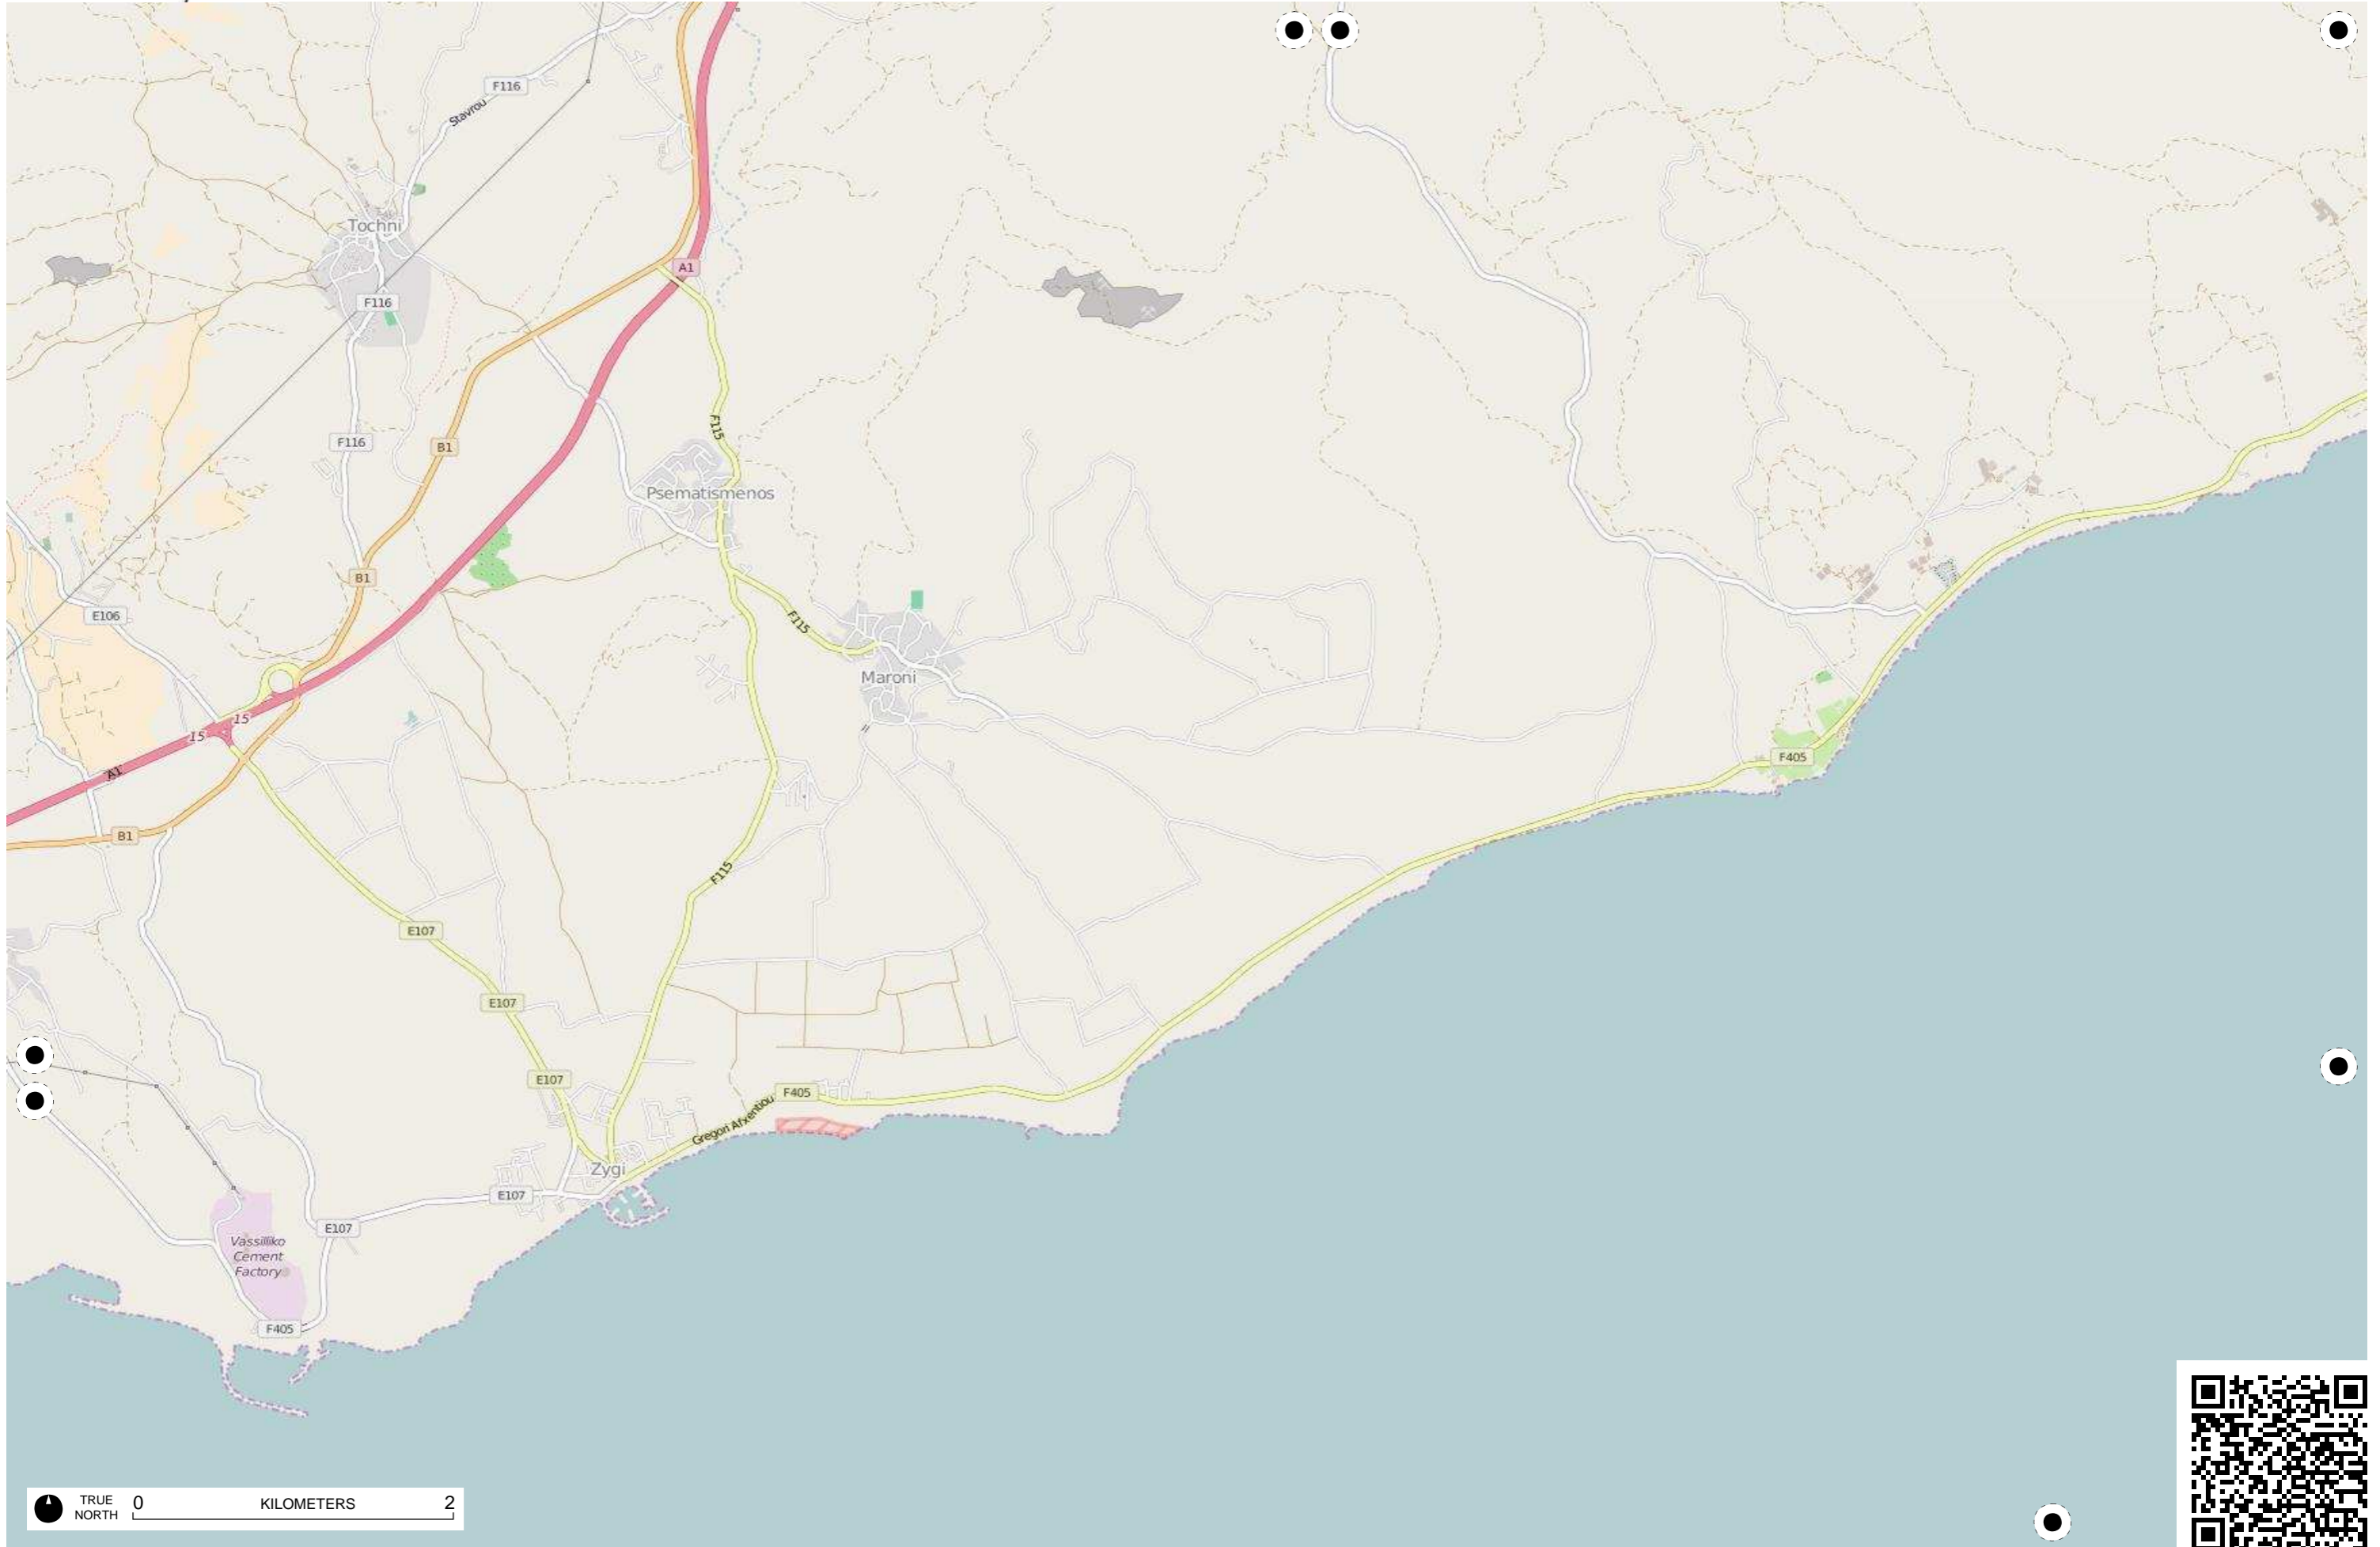 F116
Stavrou
Tochni
A1
F116
F115
F116
B1
Psematismenos
B1
E106
F115
Maroni
15
15
A1
F405
B1
F115
E107
E107
E107
F405
Gregori Afxentiou
Zygi
E107
E107
Vassilliko
Cement
Factory
F405
TRUE
NORTH
0 KILOMETERS 2